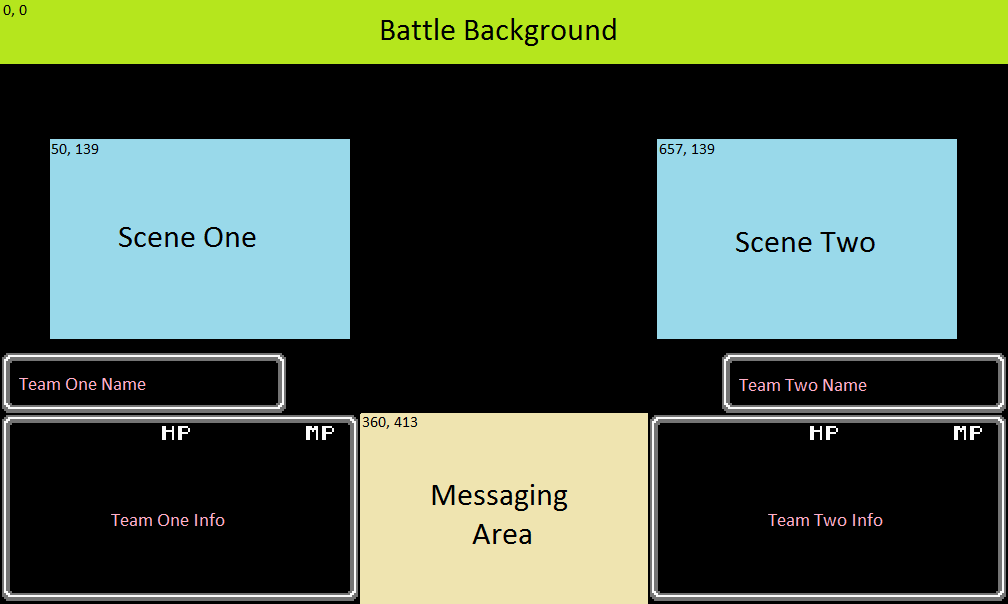 0, 0
Battle Background
50, 139
657, 139
Scene One
Scene Two
Team One Name
Team Two Name
HP MP
360, 413
HP MP
Messaging
Area
Team One Info
Team Two Info